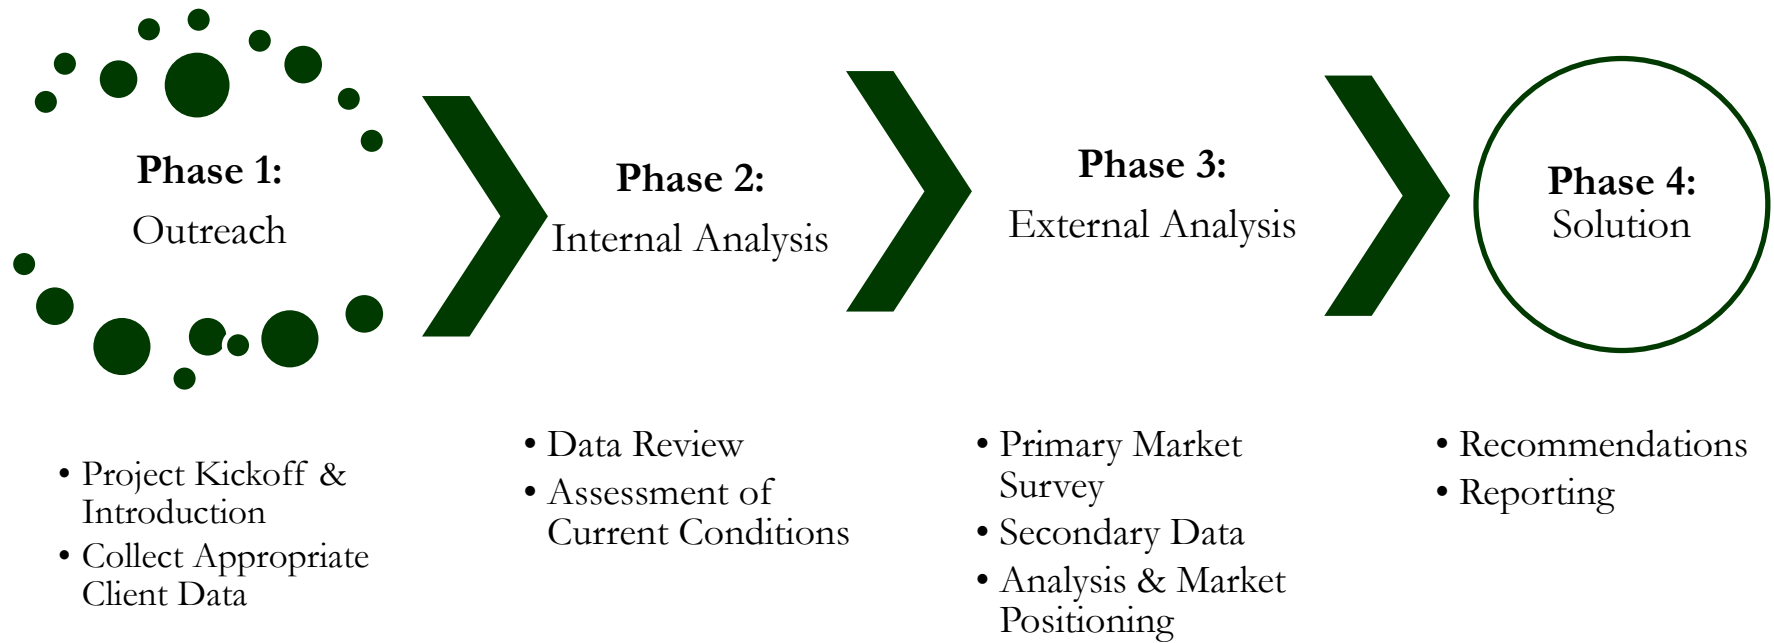 Phase 1:
Outreach
Phase 2:
Internal Analysis
Phase 3:
External Analysis
Phase 4:
Solution
• Project Kickoff &
Introduction
• Collect Appropriate
Client Data
• Data Review
• Assessment of
Current Conditions
• Primary Market
Survey
• Secondary Data
• Analysis & Market
Positioning
• Recommendations
• Reporting